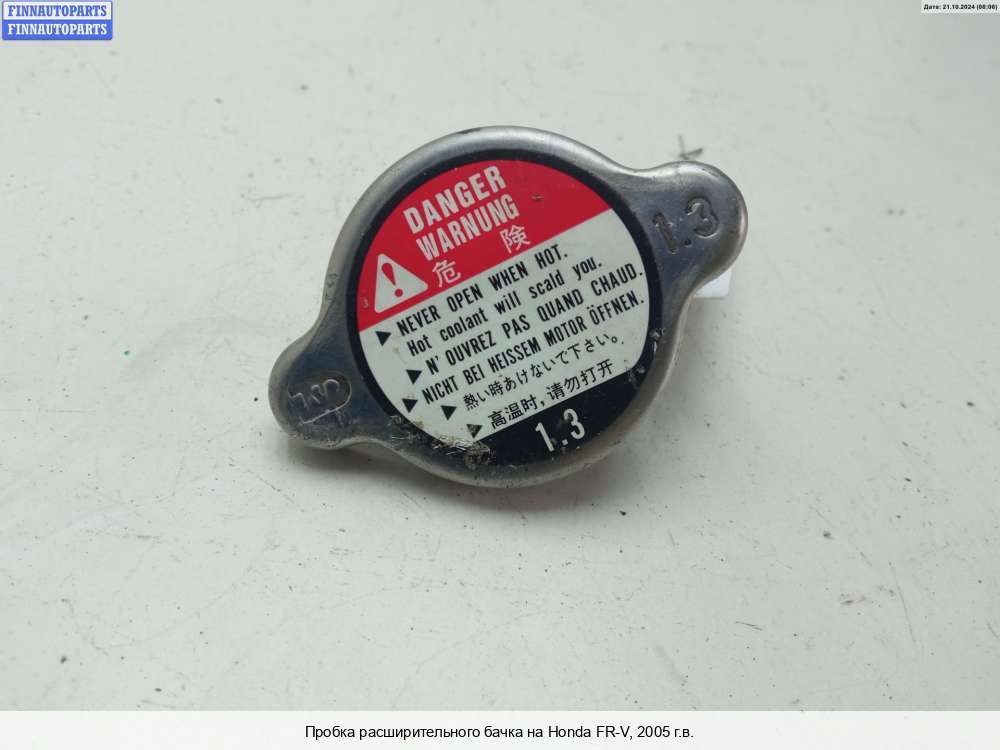 FINNAUTOPARTS
FINNAUTOPARTS
Дата: 21.10.2024 (08:06)
DANGER
WARNUNG
危 険
NEVER OPEN WHEN HOT.
Hot coolant will scald you.
N' OUVREZ PAS QUAND CHAUD.
NICHT BEI HEISSEM MOTOR ÖFFNEN.
熱い時あけないで下さい。
高温时,请勿打开
1.3
1.3
Пробка расширительного бачка на Honda FR-V, 2005 г.в.